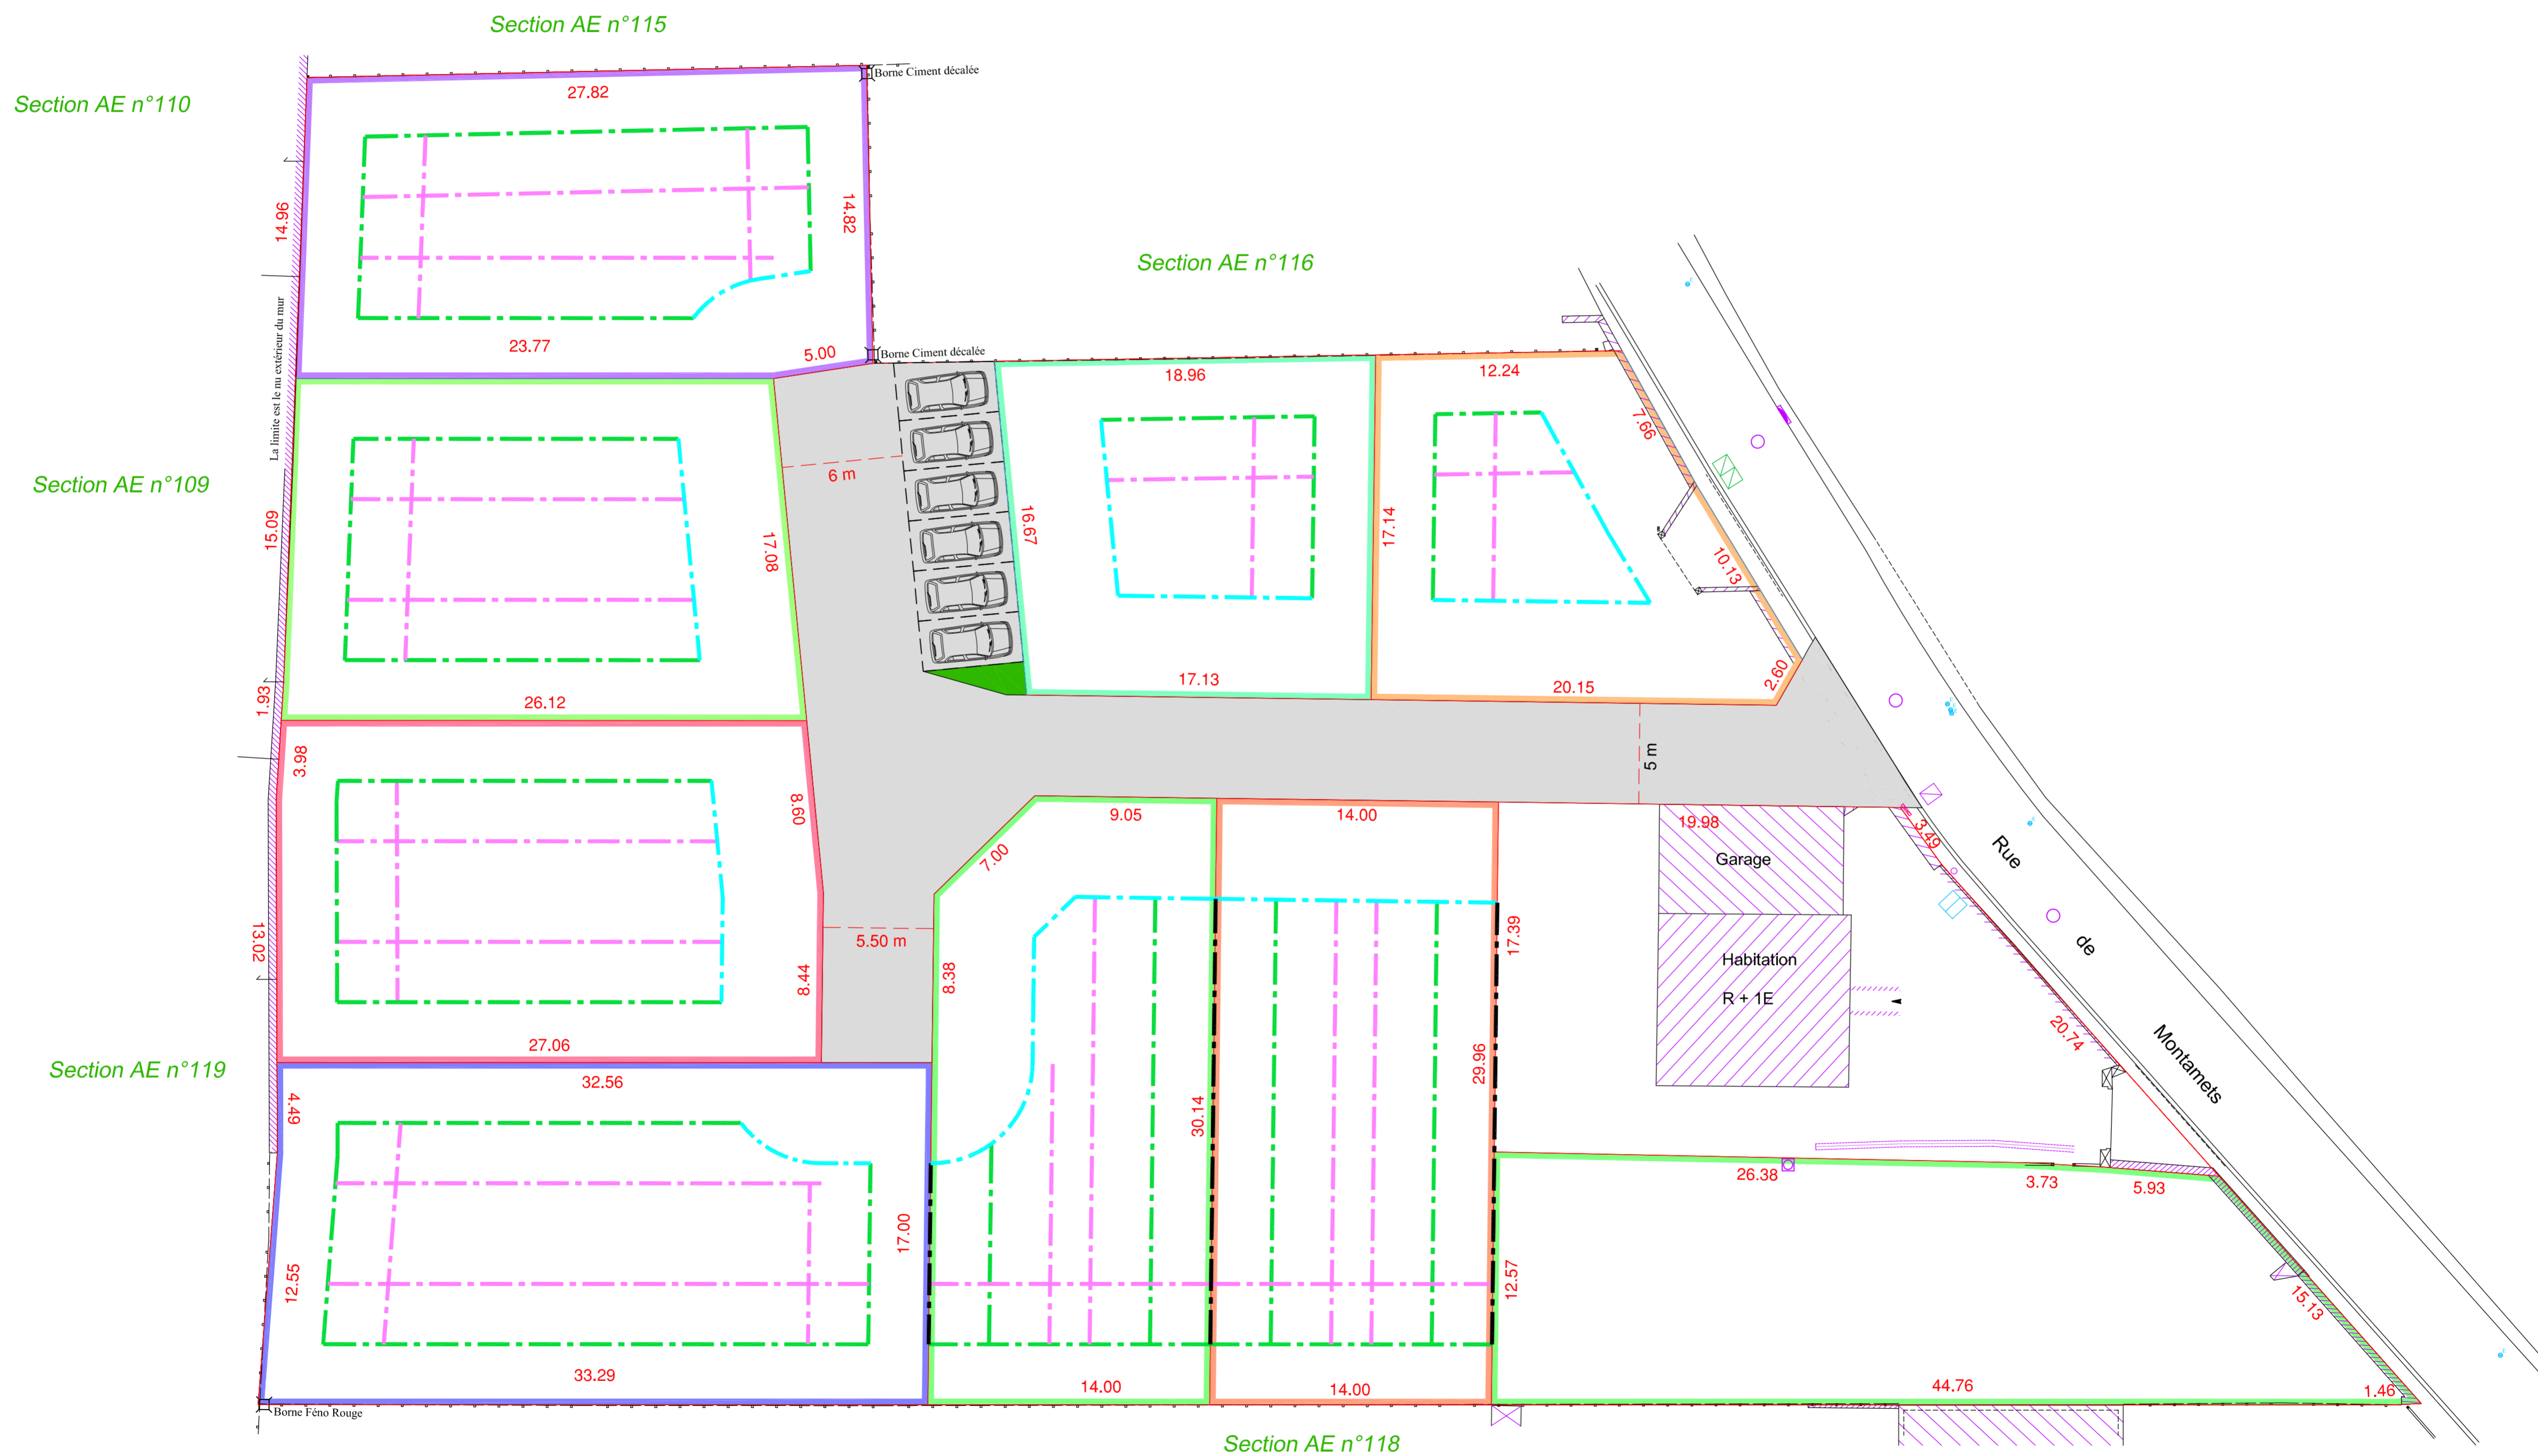 Section AE n°115
Borne Ciment décalée
Section AE n°110
27.82
14.96
14.82
Section AE n°116
La limite est le nu extérieur du mur
23.77
5.00
Borne Ciment décalée
18.96
12.24
7.66
Section AE n°109
15.09
6 m
17.08
16.67
17.14
10.13
1.93
26.12
17.13
20.15
2.60
3.98
8.60
5 m
9.05
14.00
19.98
3.49
Garage
Rue
de
Montamets
7.00
13.02
5.50 m
8.44
8.38
17.39
Habitation
R + 1E
27.06
20.74
Section AE n°119
32.56
4.49
30.14
29.96
26.38
3.73
5.93
17.00
12.55
12.57
15.13
33.29
14.00
14.00
44.76
1.46
Borne Féno Rouge
Section AE n°118